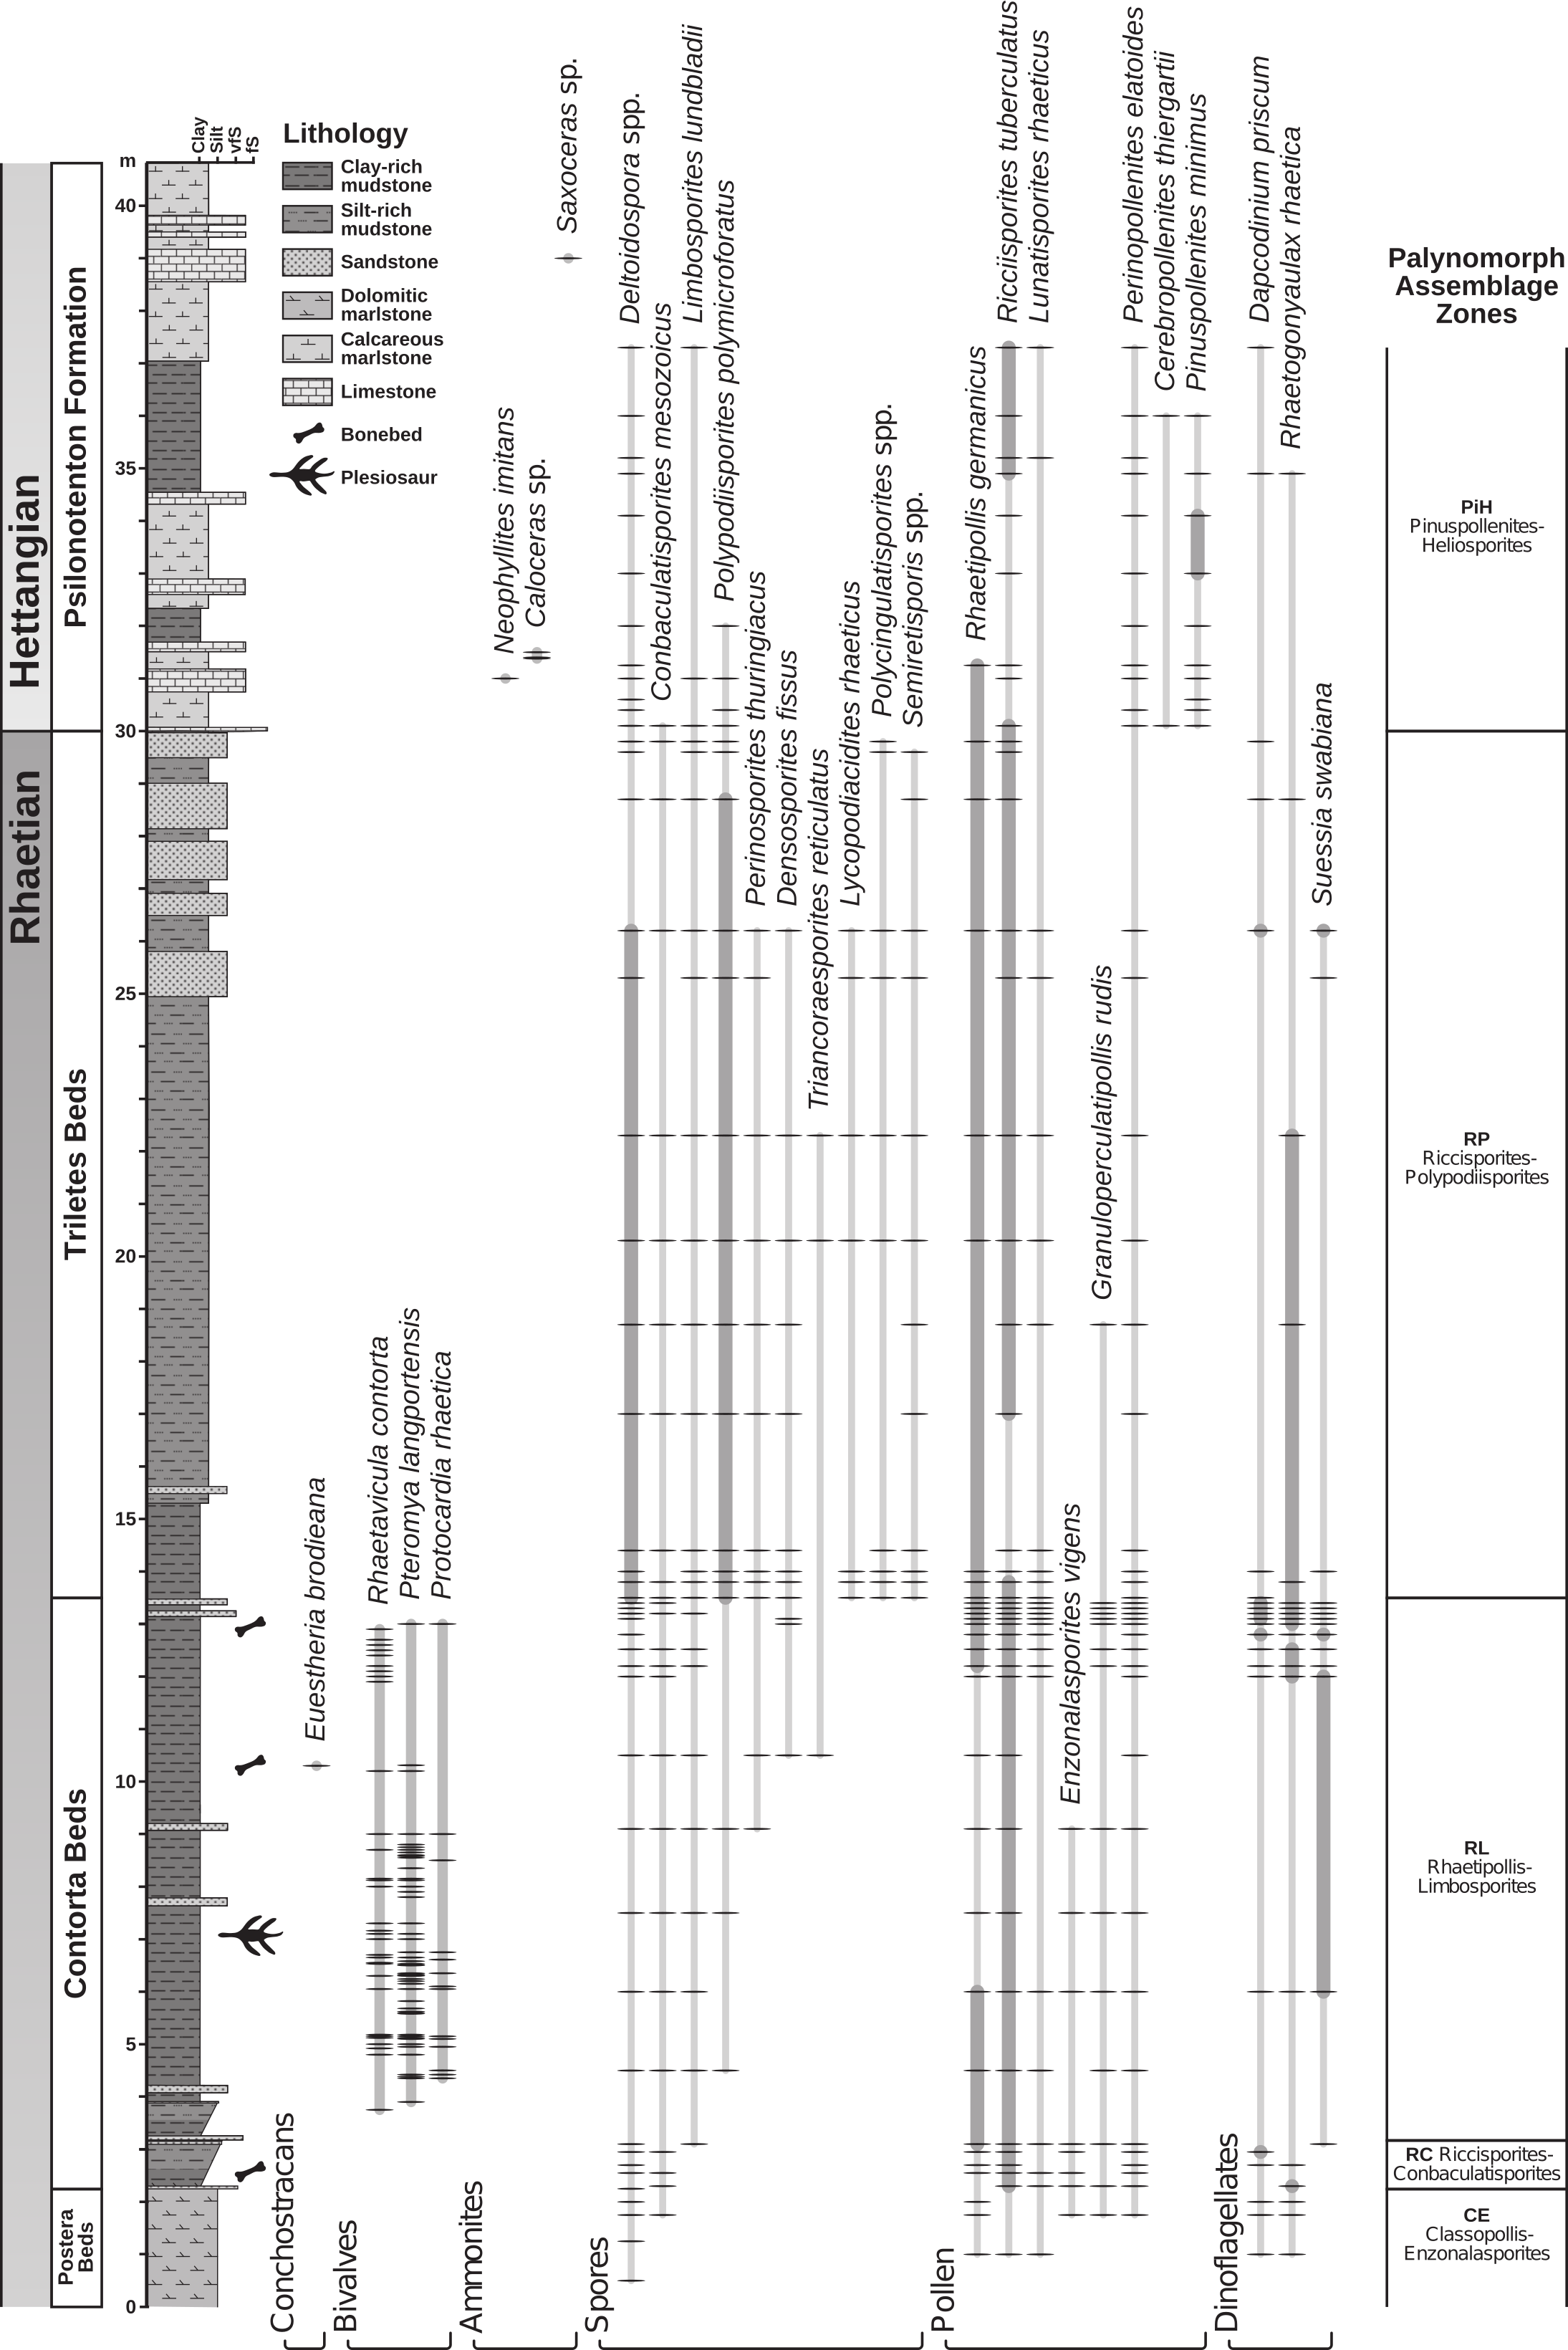 Hettangian
Rhaetian
Psilonotenton Formation
Triletes Beds
Contorta Beds
Postera
Beds
m
40
35
30
25
20
15
10
5
0
Clay
Silt
vfS
fS
Lithology
Clay-rich
mudstone
Silt-rich
mudstone
Sandstone
Dolomitic
marlstone
Calcareous
marlstone
Limestone
Bonebed
Plesiosaur
Euestheria brodieana
Rhaetavicula contorta
Pteromya langportensis
Protocardia rhaetica
Neophyllites imitans
Caloceras sp.
Saxoceras sp.
Deltoidospora spp.
Conbaculatisporites mesozoicus
Limbosporites lundbladii
Polypodiisporites polymicroforatus
Perinosporites thuringiacus
Densosporites fissus
Triancoraesporites reticulatus
Lycopodiacidites rhaeticus
Polycingulatisporites spp.
Semiretisporis spp.
Rhaetipollis germanicus
Ricciisporites tuberculatus
Lunatisporites rhaeticus
Enzonalasporites vigens
Granuloperculatipollis rudis
Perinopollenites elatoides
Cerebropollenites thiergartii
Pinuspollenites minimus
Dapcodinium priscum
Rhaetogonyaulax rhaetica
Suessia swabiana
Conchostracans
Bivalves
Ammonites
Spores
Pollen
Dinoflagellates
Palynomorph
Assemblage
Zones
PiH
Pinuspollenites-
Heliosporites
RP
Riccisporites-
Polypodiisporites
RL
Rhaetipollis-
Limbosporites
RC Riccisporites-
Conbaculatisporites
CE
Classopollis-
Enzonalasporites